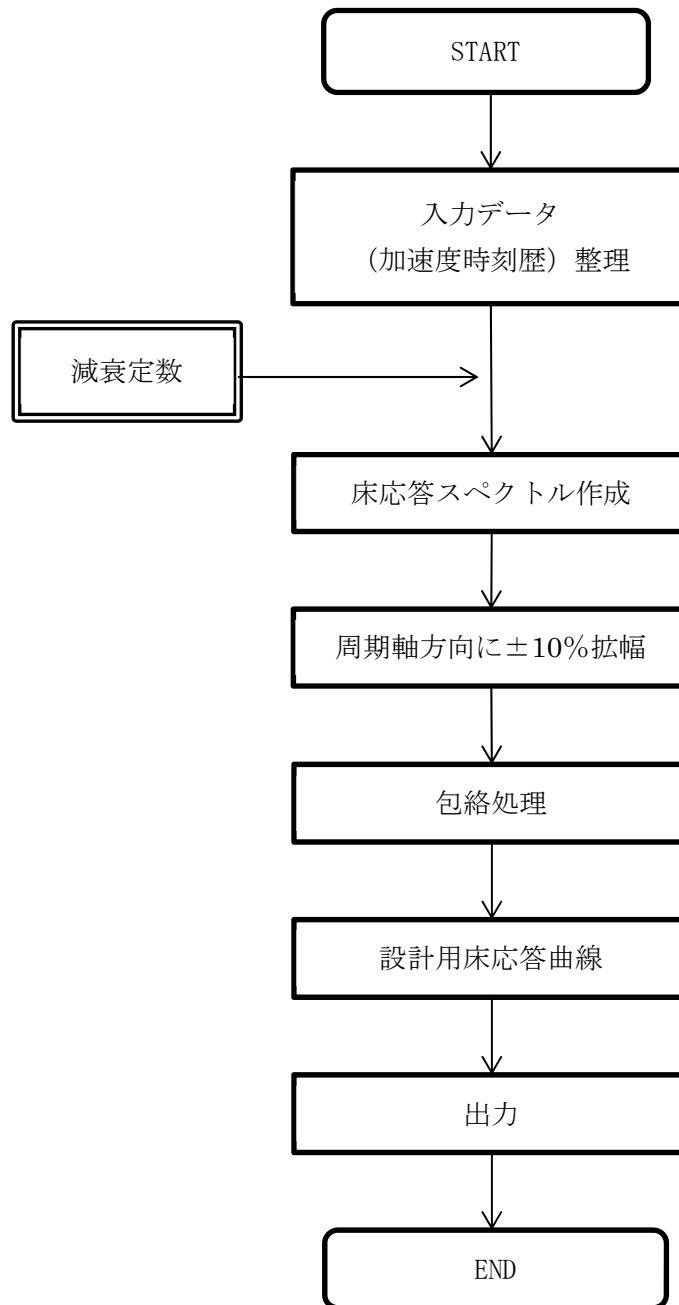 START
入力データ
（加速度時刻歴）整理
減衰定数
床応答スペクトル作成
周期軸方向に±10％拡幅
包絡処理
設計用床応答曲線
出力
END